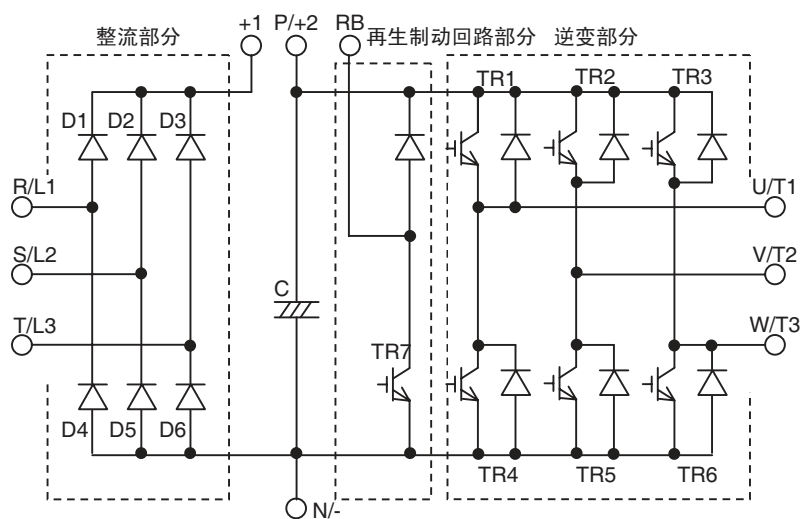 +1 P/+2 RB
整流部分 再生制动回路部分 逆变部分
TR1 TR2 TR3
D1 D2 D3
R/L1 U/T1
S/L2 V/T2
C
T/L3 W/T3
TR7
D4 D5 D6
TR4 TR5 TR6
N/-